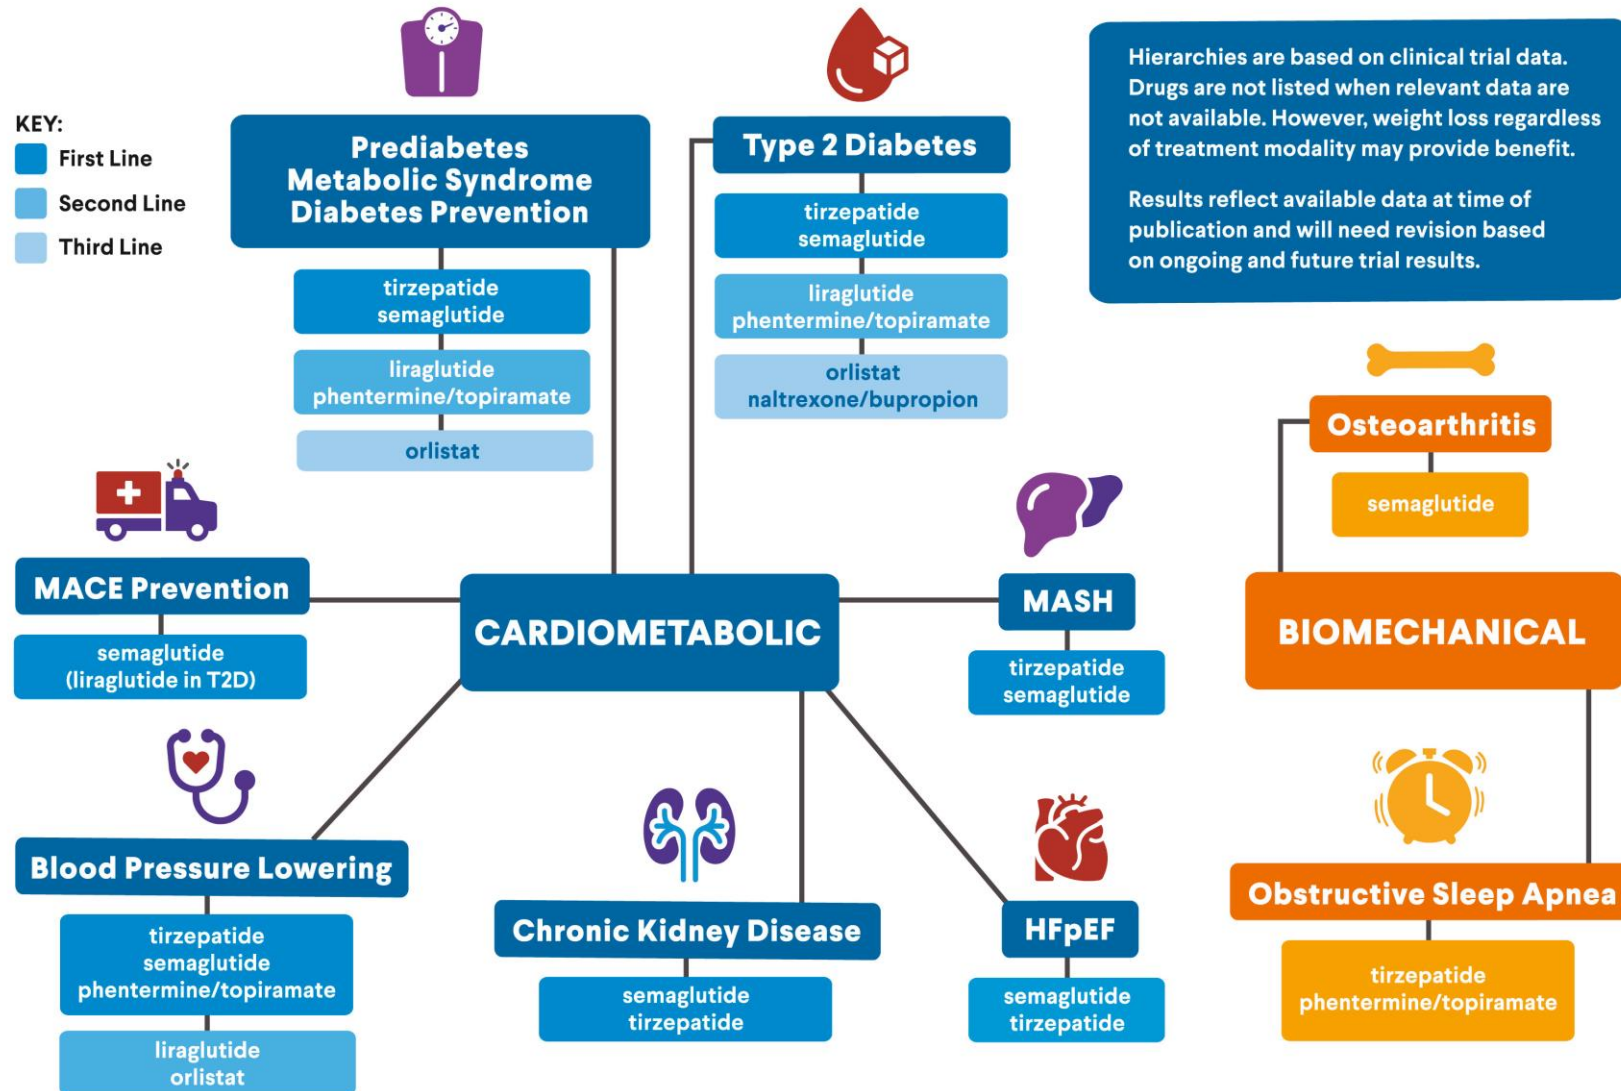 KEY:
First Line
Second Line
Third Line
Prediabetes
Metabolic Syndrome
Diabetes Prevention
tirzepatide
semaglutide
liraglutide
phentermine/topiramate
orlistat
Type 2 Diabetes
tirzepatide
semaglutide
liraglutide
phentermine/topiramate
orlistat
naltrexone/bupropion
Hierarchies are based on clinical trial data.
Drugs are not listed when relevant data are
not available. However, weight loss regardless
of treatment modality may provide benefit.
Results reflect available data at time of
publication and will need revision based
on ongoing and future trial results.
MACE Prevention
semaglutide
(liraglutide in T2D)
CARDIOMETABOLIC
MASH
tirzepatide
semaglutide
Osteoarthritis
semaglutide
BIOMECHANICAL
Blood Pressure Lowering
tirzepatide
semaglutide
phentermine/topiramate
liraglutide
orlistat
Chronic Kidney Disease
semaglutide
tirzepatide
HFpEF
semaglutide
tirzepatide
Obstructive Sleep Apnea
tirzepatide
phentermine/topiramate